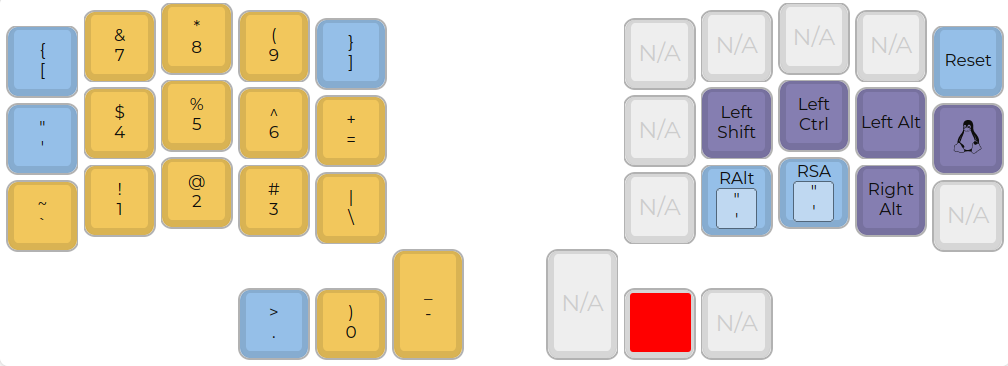 {
[
&
7
*
8
(
9
}
]
N/A
N/A
N/A
N/A
Reset
"
'
$
4
%
5
^
6
+
=
N/A
Left
Shift
Left
Ctrl
Left Alt
~
`
!
1
@
2
#
3
|
\
N/A
RAlt
"
'
RSA
"
'
Right
Alt
N/A
>
.
)
0
_
-
N/A
N/A